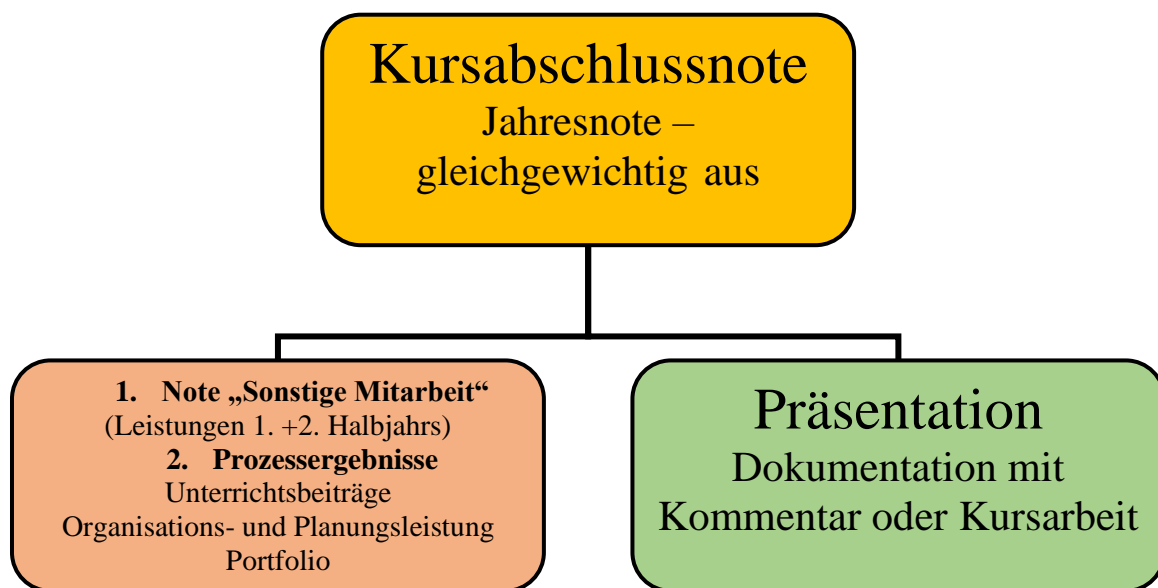 Kursabschlussnote
Jahresnote –
gleichgewichtig aus
1. Note „Sonstige Mitarbeit“
(Leistungen 1. +2. Halbjahrs)
2. Prozessergebnisse
Unterrichtsbeiträge
Organisations- und Planungsleistung
Portfolio
Präsentation
Dokumentation mit
Kommentar oder Kursarbeit